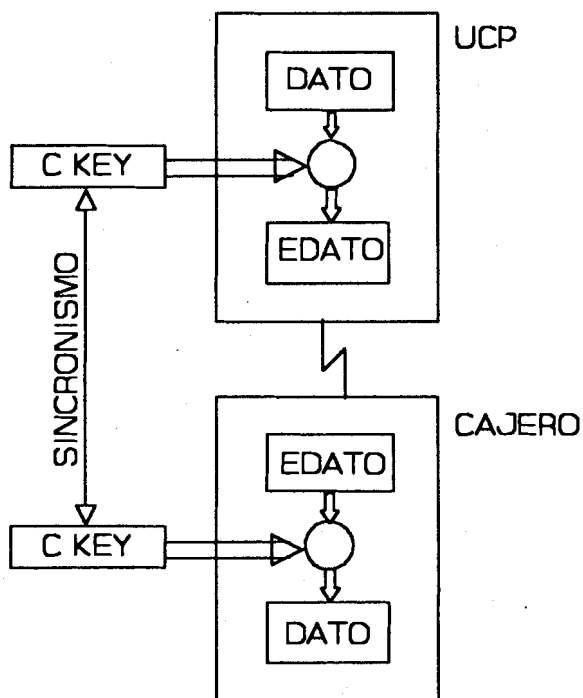 UCP
DATO
C KEY
EDATO
SINCRONISMO
CAJERO
EDATO
C KEY
DATO